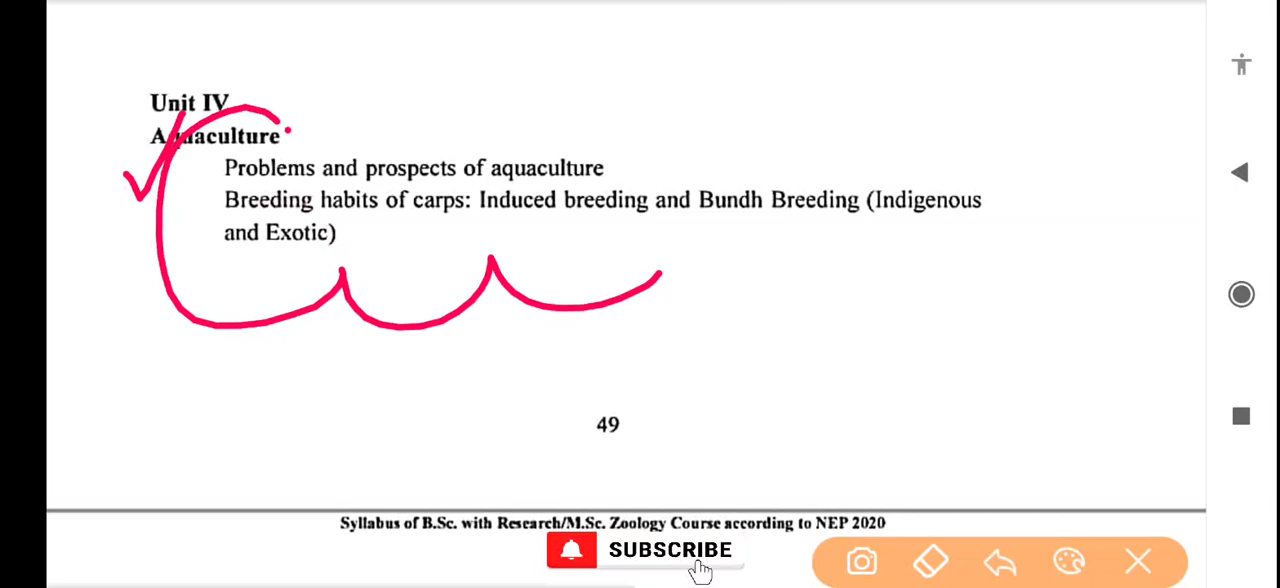 Unit IV
Aquaculture
Problems and prospects of aquaculture
Breeding habits of carps: Induced breeding and Bundh Breeding (Indigenous
and Exotic)
49
Syllabus of B.Sc. with Research/M.Sc. Zoology Course according to NEP 2020
SUBSCRIBE